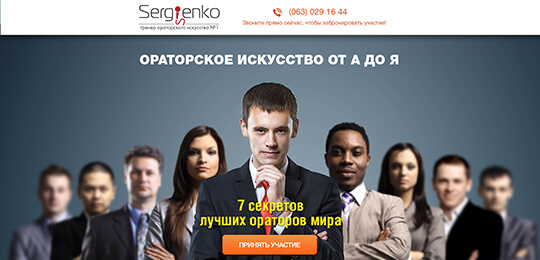 Sergienko
тренер ораторского искусства №1
(063) 029 16 44
Звоните прямо сейчас, чтобы забронировать участие!
ОРАТОРСКОЕ ИСКУССТВО ОТ А ДО Я
7 секретов
лучших ораторов мира
ПРИНЯТЬ УЧАСТИЕ